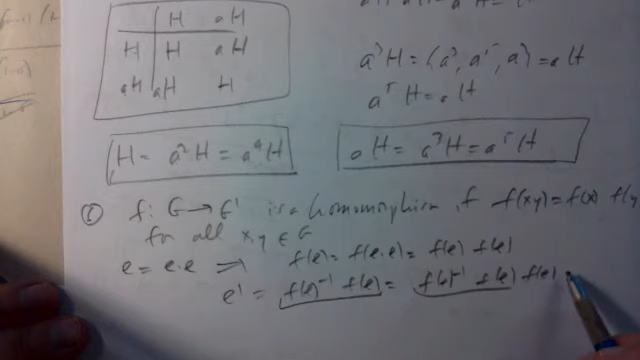 H aH
H H aH
aH aH H
a³H = {a³, a⁵, a} = aH
a⁵H = aH
H = a²H = a⁴H
aH = a³H = a⁵H
f: G → G' is a homomorphism if f(xy) = f(x) f(y
for all x,y ∈ G
e = e.e ⇒ f(e) = f(e.e) = f(e) f(e)
e' = f(e)⁻¹ f(e) = f(e)⁻¹ f(e) f(e)